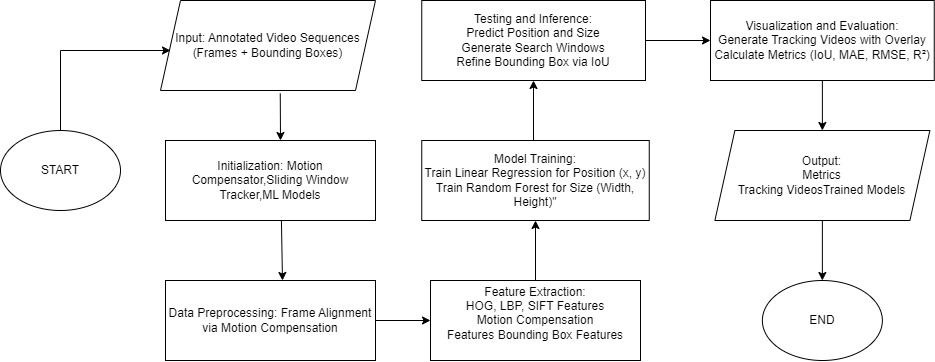 START
Input: Annotated Video Sequences
(Frames + Bounding Boxes)
Initialization: Motion
Compensator,Sliding Window
Tracker,ML Models
Data Preprocessing: Frame Alignment
via Motion Compensation
Feature Extraction:
HOG, LBP, SIFT Features
Motion Compensation
Features Bounding Box Features
Model Training:
Train Linear Regression for Position (x, y)
Train Random Forest for Size (Width,
Height)"
Testing and Inference:
Predict Position and Size
Generate Search Windows
Refine Bounding Box via IoU
Visualization and Evaluation:
Generate Tracking Videos with Overlay
Calculate Metrics (IoU, MAE, RMSE, R²)
Output:
Metrics
Tracking VideosTrained Models
END